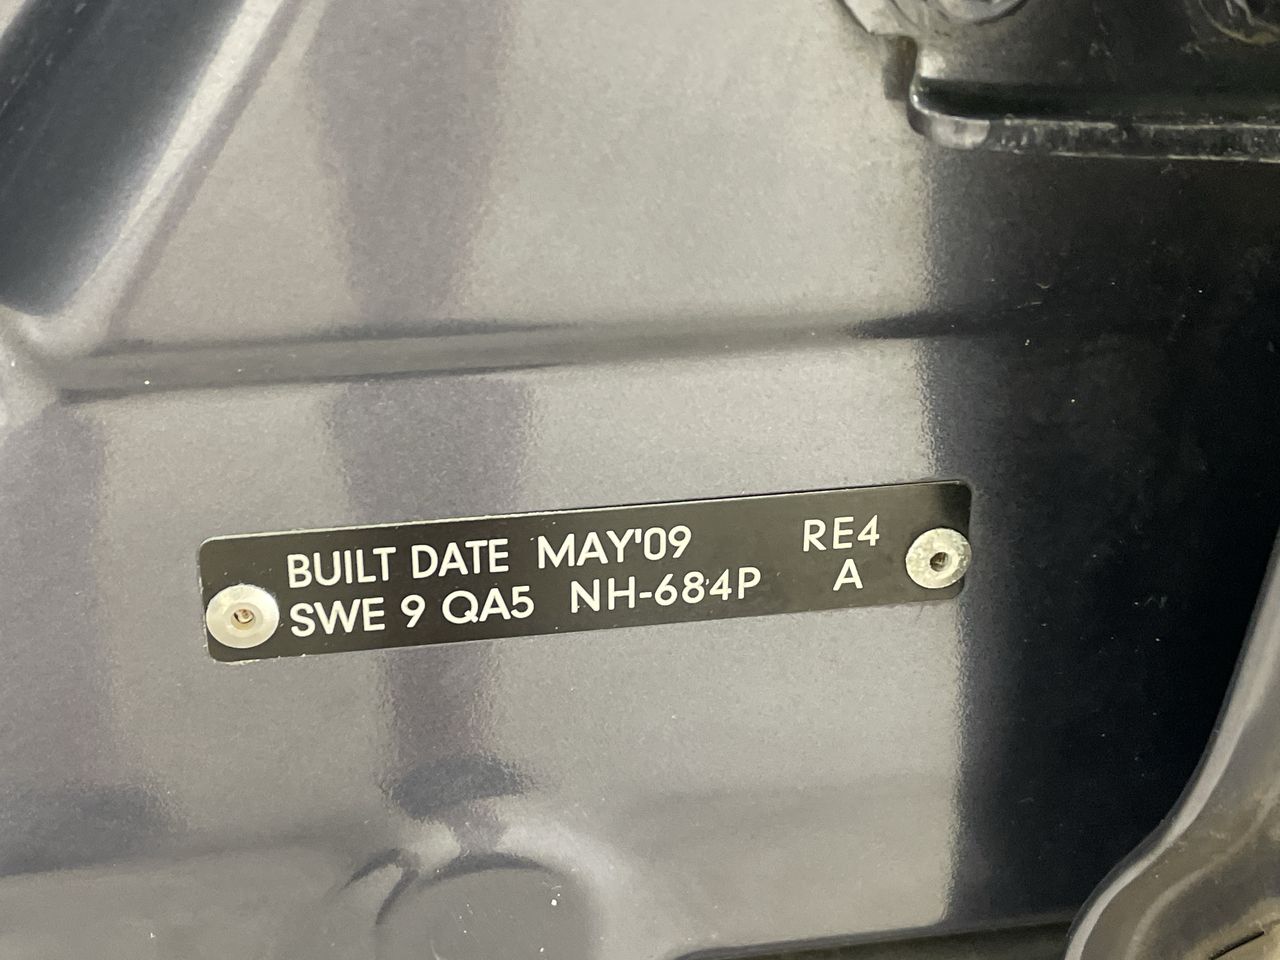 BUILT DATE MAY'09 RE4
SWE 9 QA5 NH-684P A